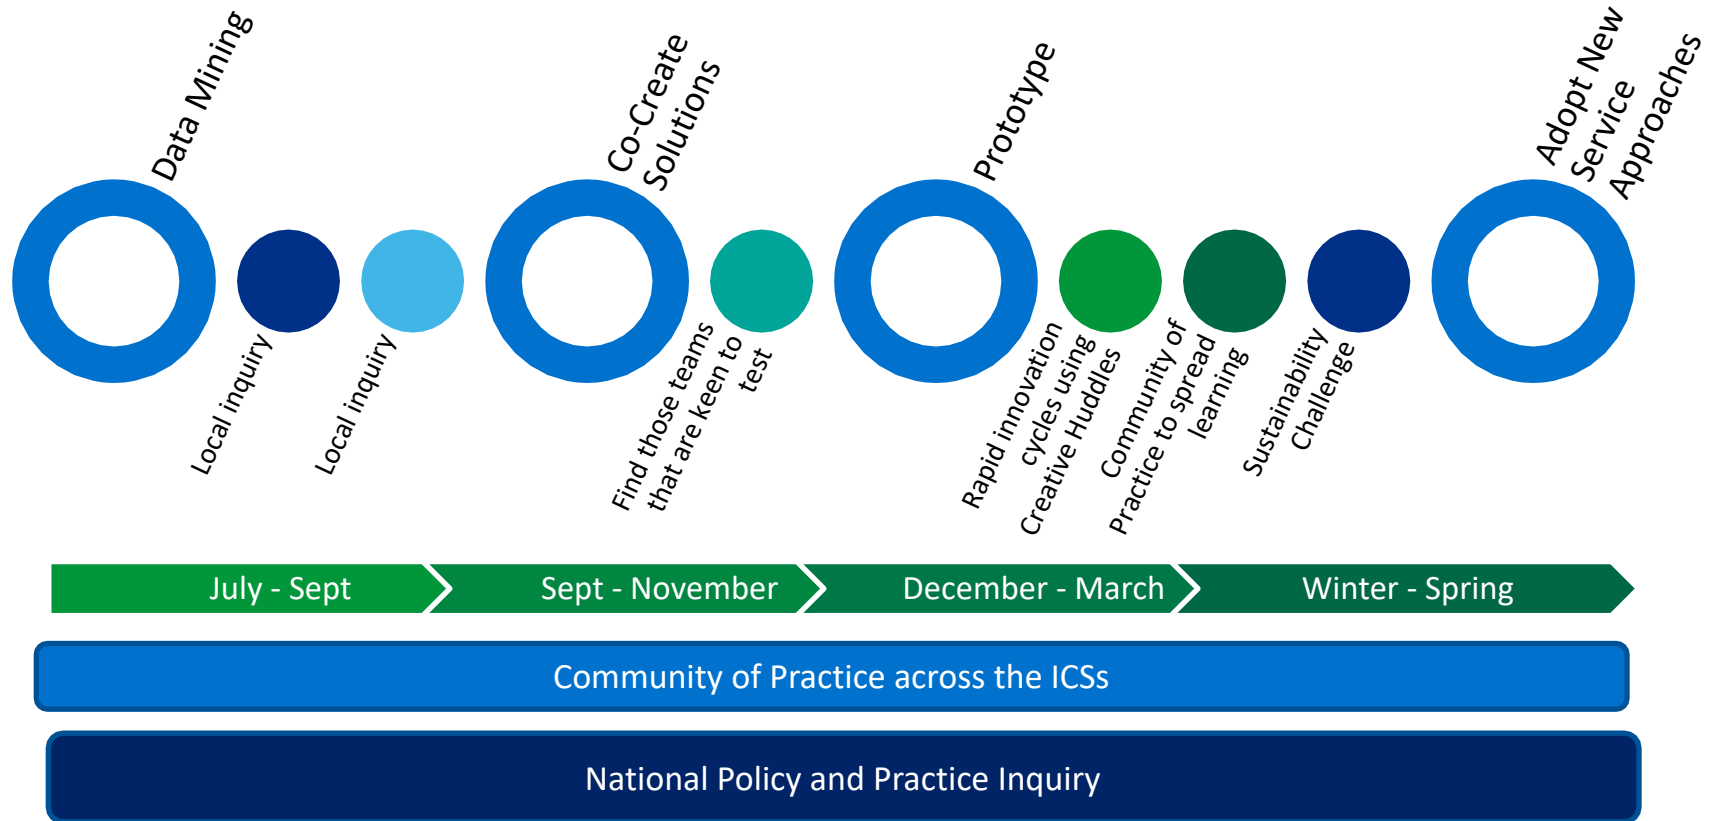 Data Mining
Local inquiry
Local inquiry
Co-Create
Solutions
Find those teams
that are keen to
test
Prototype
Rapid innovation
cycles using
Creative Huddles
Community of
Practice to spread
learning
Sustainability
Challenge
Adopt New
Service
Approaches
July - Sept
Sept - November
December - March
Winter - Spring
Community of Practice across the ICSs
National Policy and Practice Inquiry